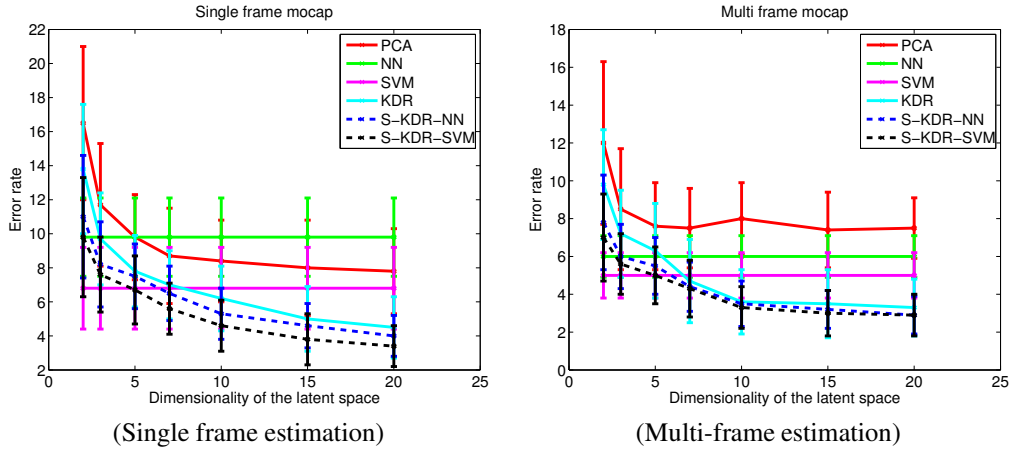 Single frame mocap
22
20
18
16
14
12
10
8
6
4
2
Error rate
PCA
NN
SVM
KDR
S-KDR-NN
S-KDR-SVM
0 5 10 15 20 25
Dimensionality of the latent space
(Single frame estimation)
Multi frame mocap
18
16
14
12
10
8
6
4
2
0
Error rate
PCA
NN
SVM
KDR
S-KDR-NN
S-KDR-SVM
0 5 10 15 20 25
Dimensionality of the latent space
(Multi-frame estimation)